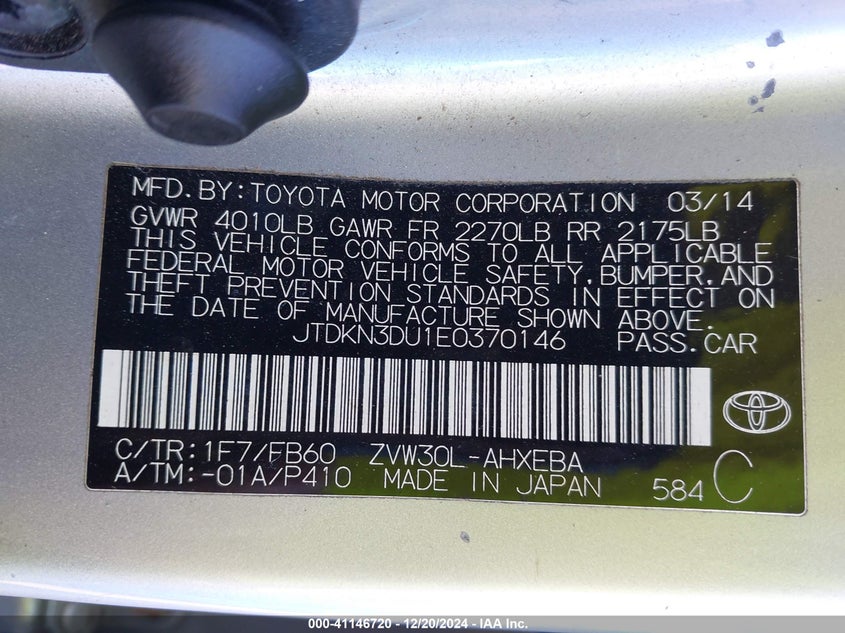 MFD. BY: TOYOTA MOTOR CORPORATION 03/14
GVWR 4010LB GAWR FR 2270LB RR 2175LB
THIS VEHICLE CONFORMS TO ALL APPLICABLE
FEDERAL MOTOR VEHICLE SAFETY, BUMPER, AND
THEFT PREVENTION STANDARDS IN EFFECT ON
THE DATE OF MANUFACTURE SHOWN ABOVE.
JTDKN3DU1E0370146 PASS. CAR
C/TR: 1F7/FB60 ZVW30L-AHXEBA
A/TM: -01A/P410 MADE IN JAPAN 584 C
000-41146720 - 12/20/2024 - IAA Inc.